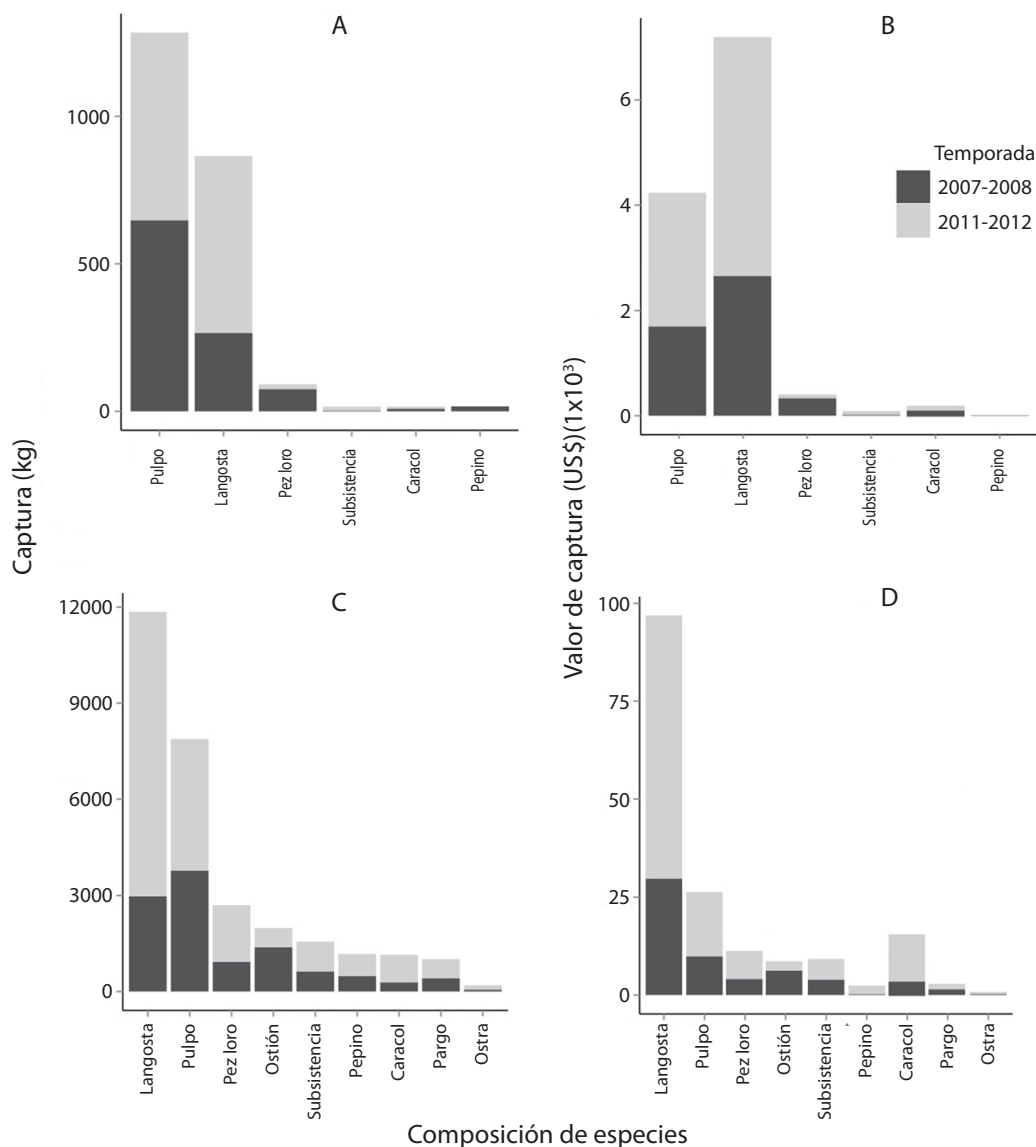 A
1000
500
0
Pulpo
Langosta
Pez loro
Subsistencia
Caracol
Pepino
Captura (kg)
B
6
4
2
0
Temporada
2007-2008
2011-2012
Pulpo
Langosta
Pez loro
Subsistencia
Caracol
Pepino
Valor de captura (US$)(1x10³)
C
12000
9000
6000
3000
0
Langosta
Pulpo
Pez loro
Ostión
Subsistencia
Pepino
Caracol
Pargo
Ostra
D
100
75
50
25
0
Langosta
Pulpo
Pez loro
Ostión
Subsistencia
Pepino
Caracol
Pargo
Ostra
Composición de especies